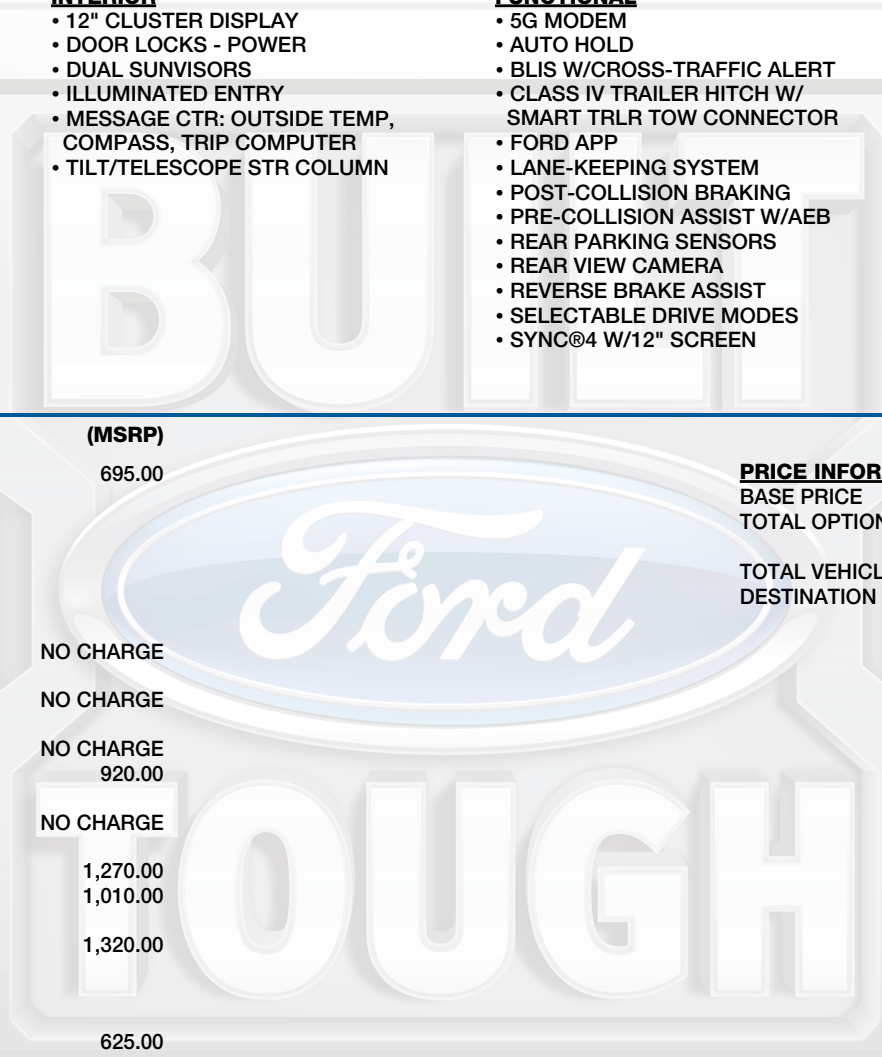 INTERIOR
• 12" CLUSTER DISPLAY
• DOOR LOCKS - POWER
• DUAL SUNVISORS
• ILLUMINATED ENTRY
• MESSAGE CTR: OUTSIDE TEMP,
COMPASS, TRIP COMPUTER
• TILT/TELESCOPE STR COLUMN
FUNCTIONAL
• 5G MODEM
• AUTO HOLD
• BLIS W/CROSS-TRAFFIC ALERT
• CLASS IV TRAILER HITCH W/
SMART TRLR TOW CONNECTOR
• FORD APP
• LANE-KEEPING SYSTEM
• POST-COLLISION BRAKING
• PRE-COLLISION ASSIST W/AEB
• REAR PARKING SENSORS
• REAR VIEW CAMERA
• REVERSE BRAKE ASSIST
• SELECTABLE DRIVE MODES
• SYNC®4 W/12" SCREEN
BUILT
(MSRP)
695.00
NO CHARGE
NO CHARGE
NO CHARGE
920.00
NO CHARGE
1,270.00
1,010.00
1,320.00
625.00
Ford
TOUGH
PRICE INFOR
BASE PRICE
TOTAL OPTION
TOTAL VEHICL
DESTINATION